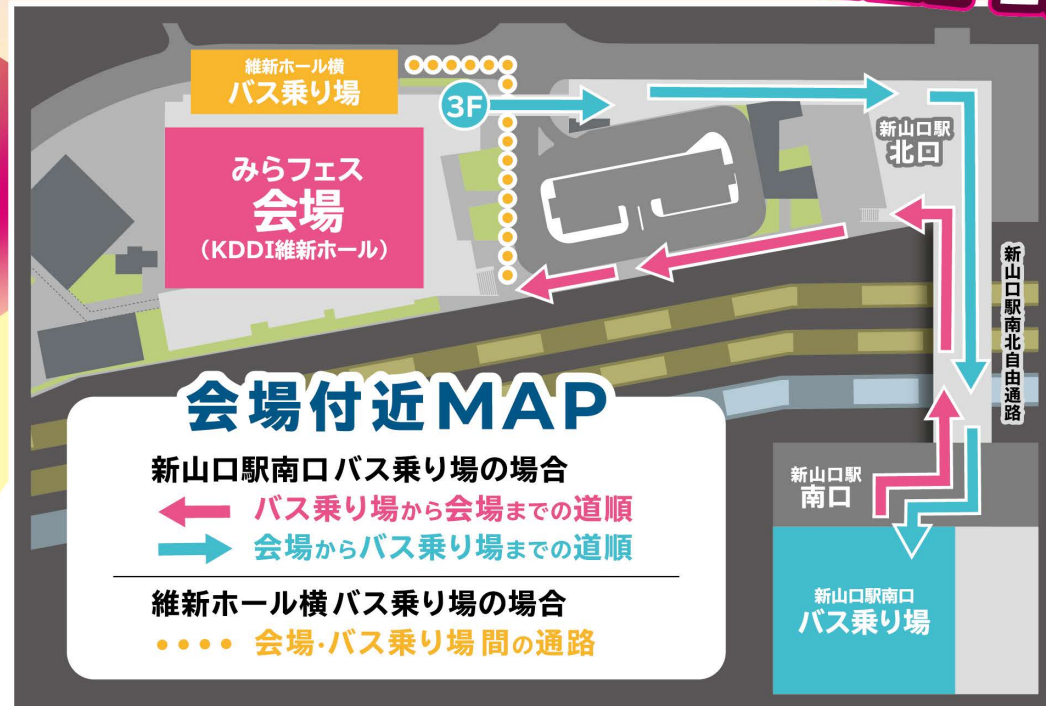 維新ホール横
バス乗り場
3F
みらフェス
会場
（KDDI維新ホール）
新山口駅
北口
新山口駅南北自由通路
会場付近MAP
新山口駅南口バス乗り場の場合
バス乗り場から会場までの道順
会場からバス乗り場までの道順
維新ホール横バス乗り場の場合
会場・バス乗り場間の通路
新山口駅
南口
新山口駅南口
バス乗り場